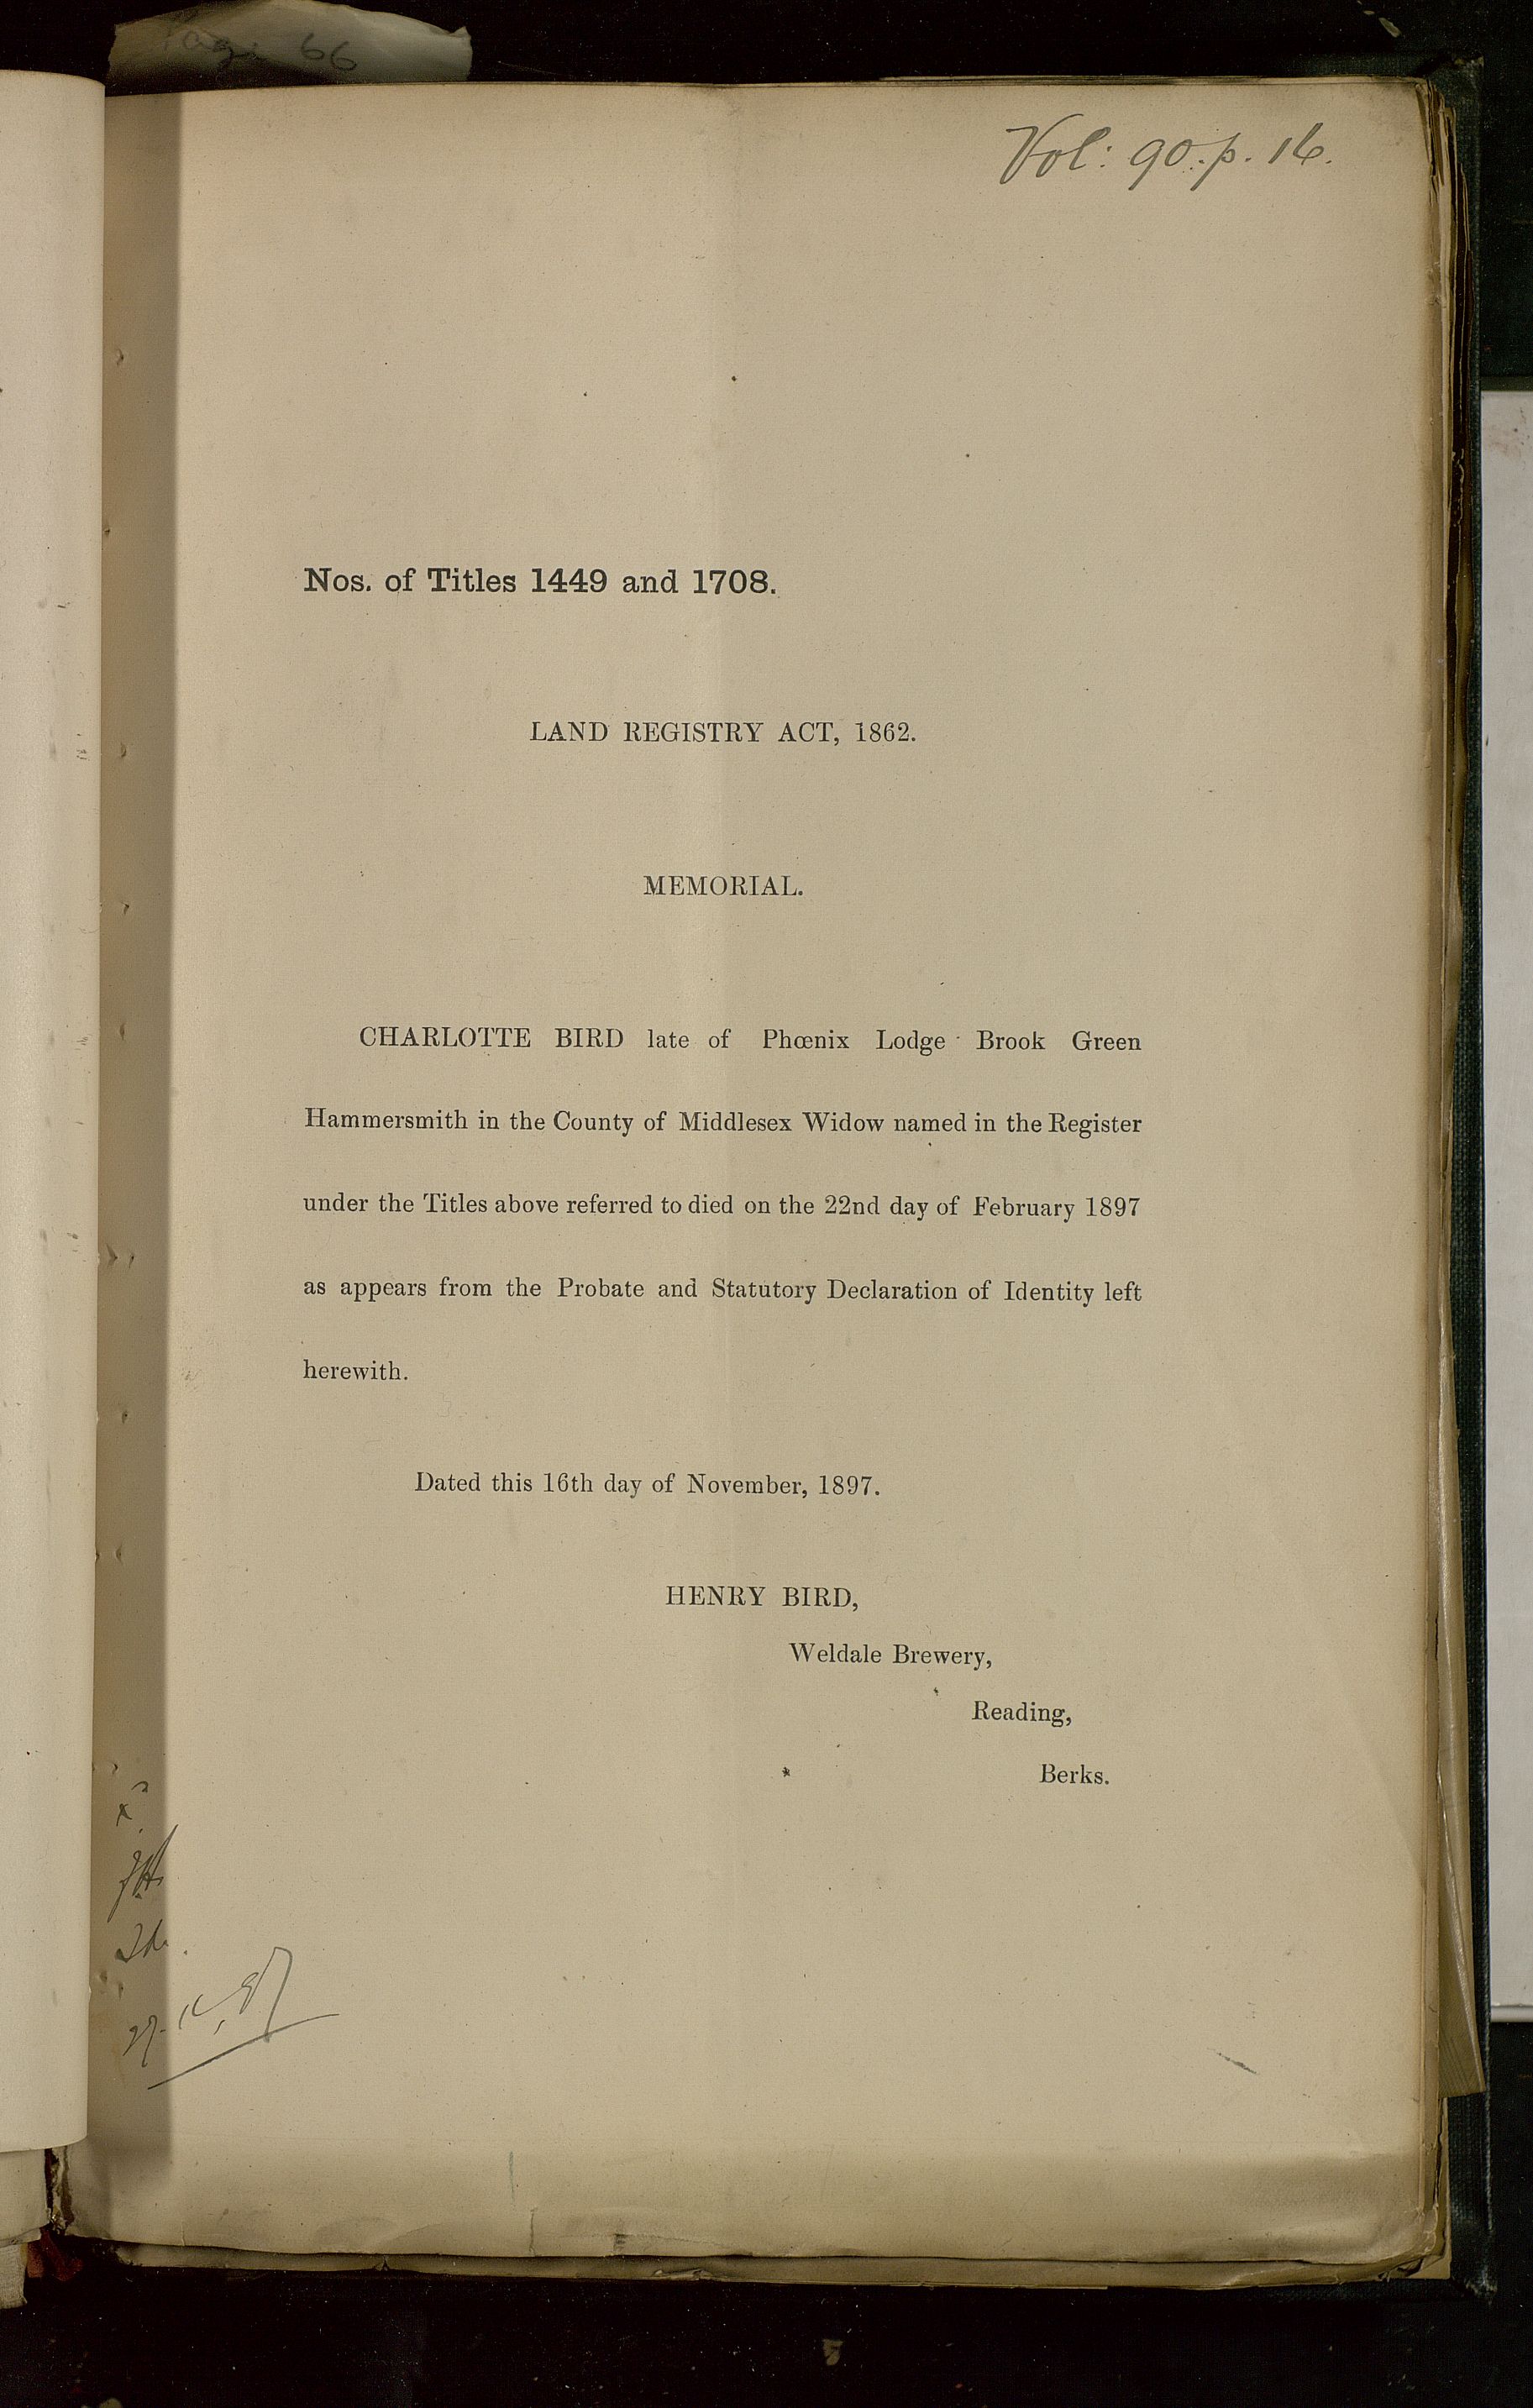 Page 66
Vol: 90. p. 16.
Nos. of Titles 1449 and 1708.
LAND REGISTRY ACT, 1862.
MEMORIAL.
CHARLOTTE BIRD late of Phœnix Lodge Brook Green
Hammersmith in the County of Middlesex Widow named in the Register
under the Titles above referred to died on the 22nd day of February 1897
as appears from the Probate and Statutory Declaration of Identity left
herewith.
Dated this 16th day of November, 1897.
HENRY BIRD,
Weldale Brewery,
Reading,
Berks.